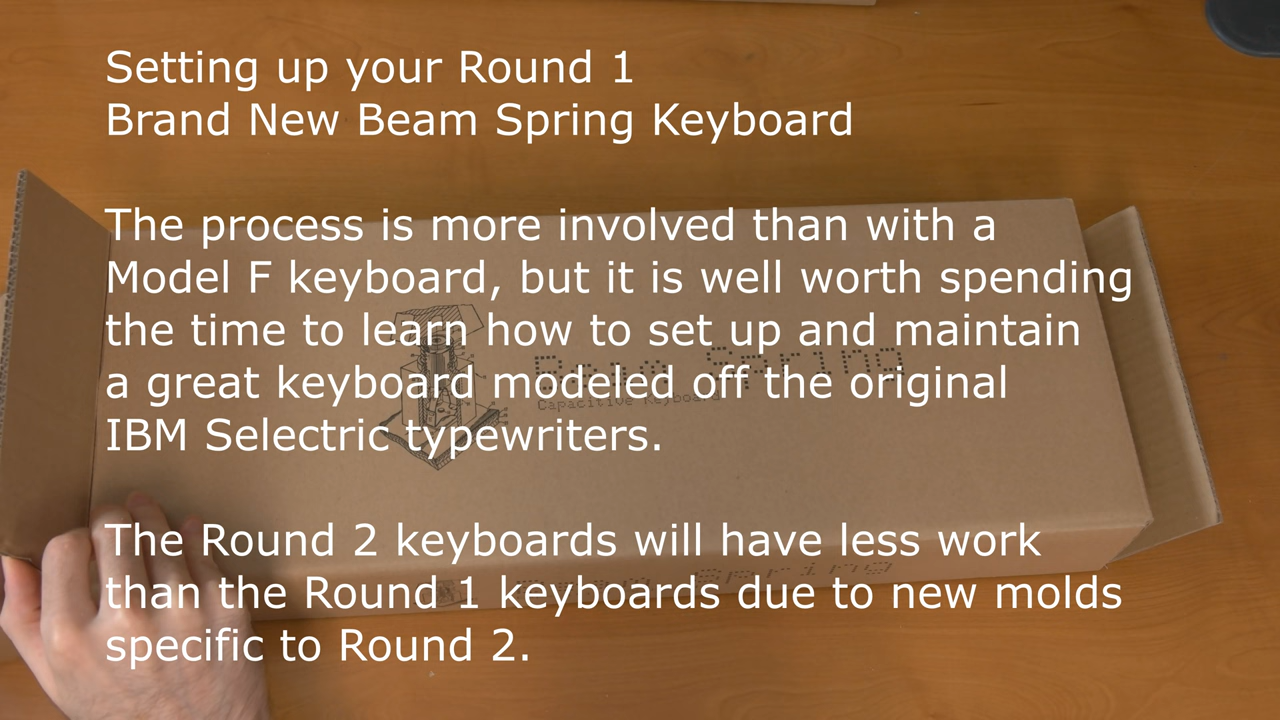 Setting up your Round 1
Brand New Beam Spring Keyboard
The process is more involved than with a
Model F keyboard, but it is well worth spending
the time to learn how to set up and maintain
a great keyboard modeled off the original
IBM Selectric typewriters.
The Round 2 keyboards will have less work
than the Round 1 keyboards due to new molds
specific to Round 2.
Beam Spring
Capacitive Keyboard
Beam Spring